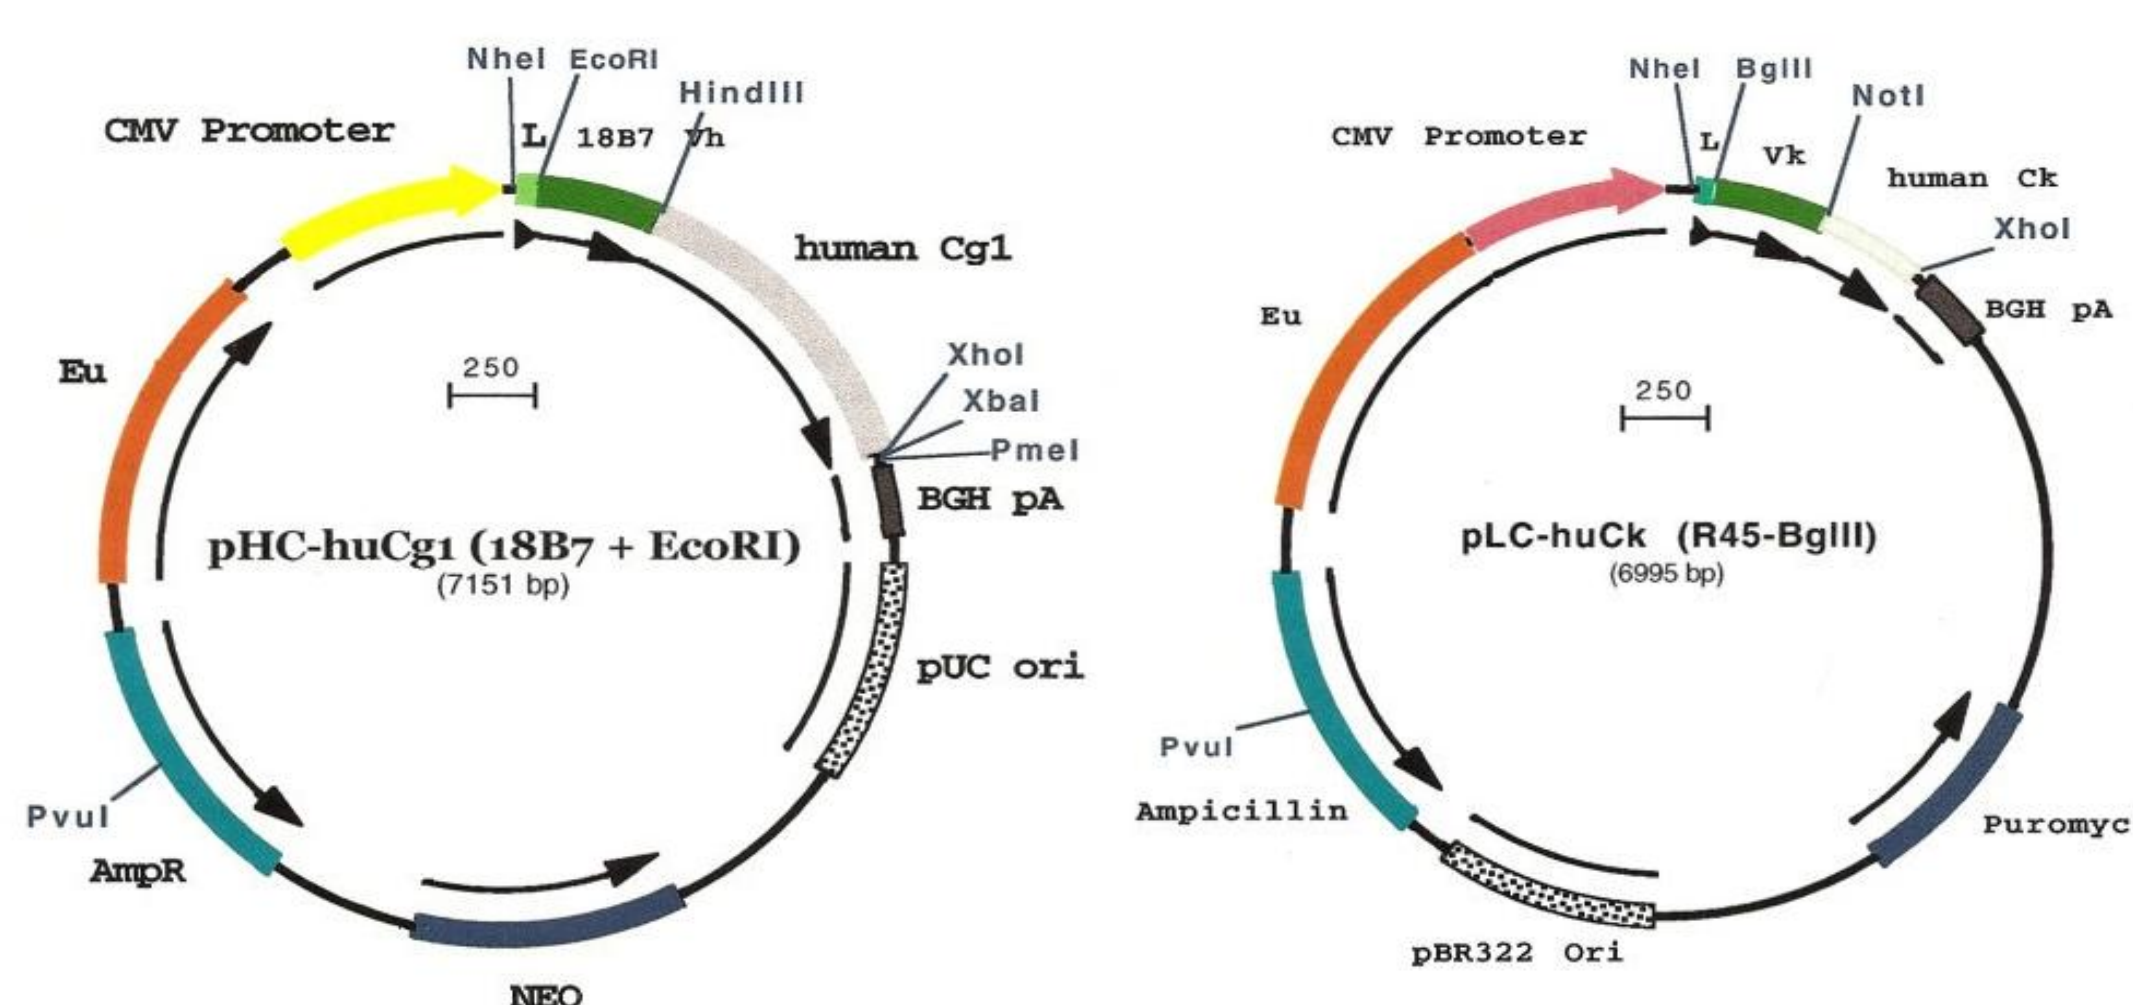 NheI EcoRI
HindIII
CMV Promoter
L 18B7 Vh
human Cg1
Eu
250
XhoI
XbaI
PmeI
BGH pA
pHC-huCg1 (18B7 + EcoRI)
(7151 bp)
pUC ori
PvuI
AmpR
NEO
NheI BglII
NotI
CMV Promoter
L
Vk
human Ck
XhoI
BGH pA
Eu
250
pLC-huCk (R45-BglII)
(6995 bp)
PvuI
Ampicillin
Puromyc
pBR322 Ori